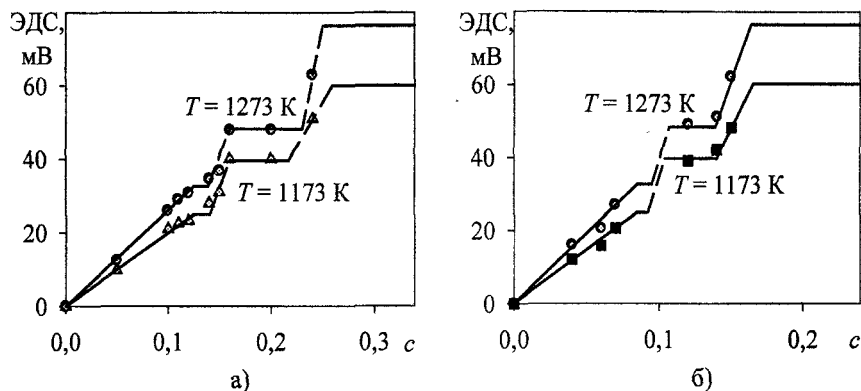 ЭДС,
мВ
60
40
20
0
T = 1273 К
T = 1173 К
0,0 0,1 0,2 0,3 c
а)
ЭДС,
мВ
60
40
20
0
T = 1273 К
T = 1173 К
0,0 0,1 0,2 c
б)